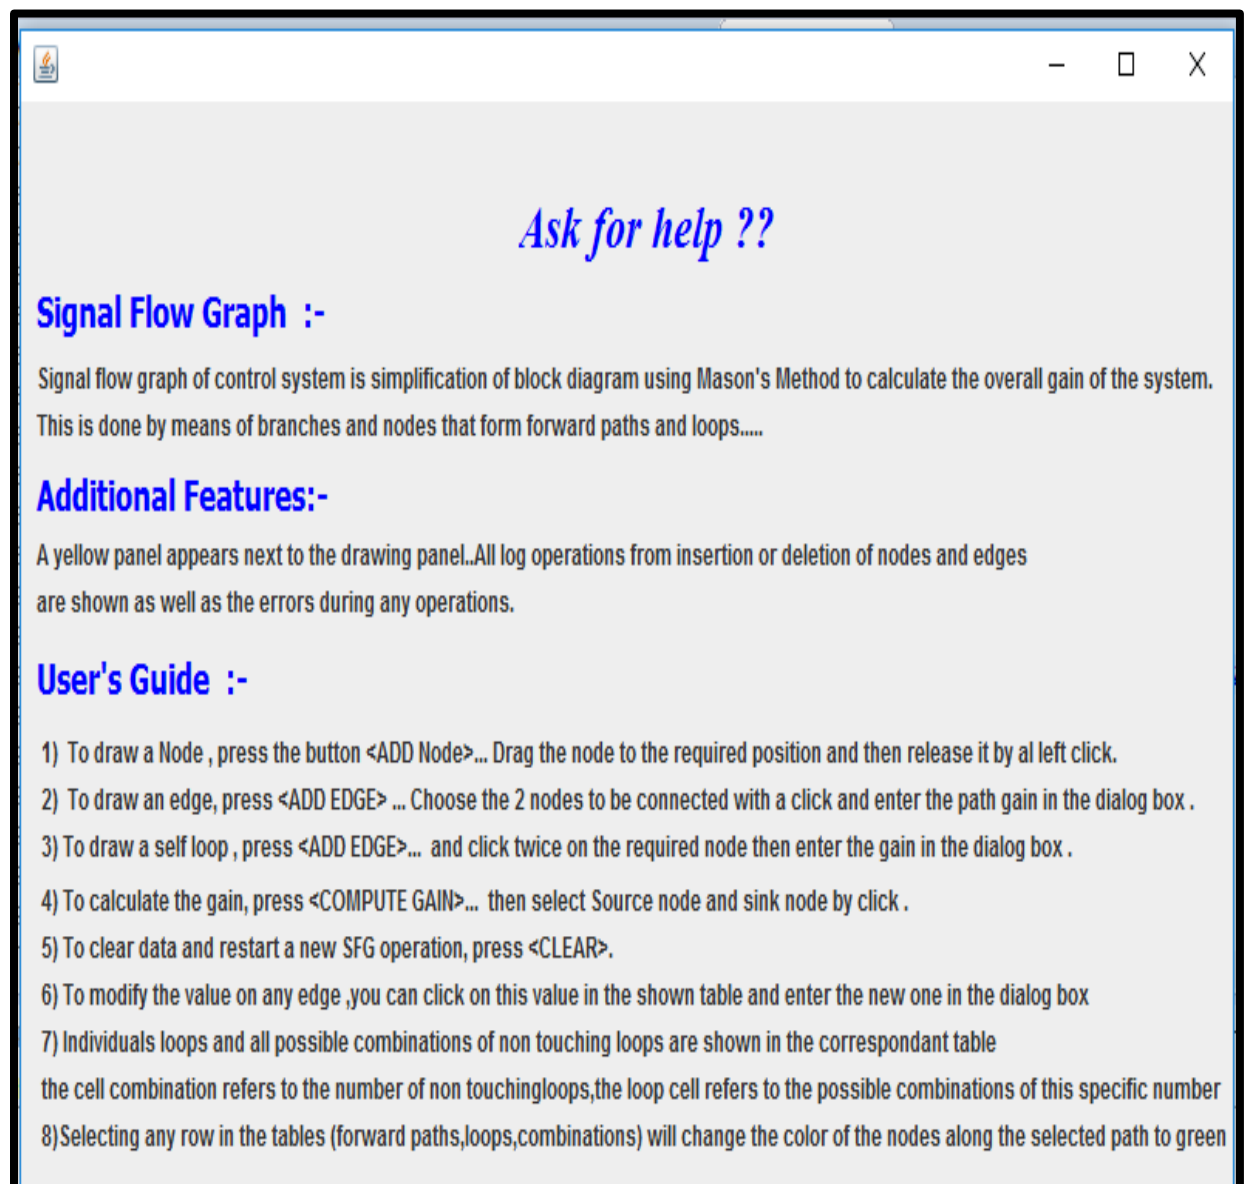 Ask for help ??
Signal Flow Graph :-
Signal flow graph of control system is simplification of block diagram using Mason's Method to calculate the overall gain of the system.
This is done by means of branches and nodes that form forward paths and loops.....
Additional Features:-
A yellow panel appears next to the drawing panel..All log operations from insertion or deletion of nodes and edges
are shown as well as the errors during any operations.
User's Guide :-
1) To draw a Node , press the button <ADD Node>... Drag the node to the required position and then release it by al left click.
2) To draw an edge, press <ADD EDGE> ... Choose the 2 nodes to be connected with a click and enter the path gain in the dialog box .
3) To draw a self loop , press <ADD EDGE>... and click twice on the required node then enter the gain in the dialog box .
4) To calculate the gain, press <COMPUTE GAIN>... then select Source node and sink node by click .
5) To clear data and restart a new SFG operation, press <CLEAR>.
6) To modify the value on any edge ,you can click on this value in the shown table and enter the new one in the dialog box
7) Individuals loops and all possible combinations of non touching loops are shown in the correspondant table
the cell combination refers to the number of non touchingloops,the loop cell refers to the possible combinations of this specific number
8)Selecting any row in the tables (forward paths,loops,combinations) will change the color of the nodes along the selected path to green